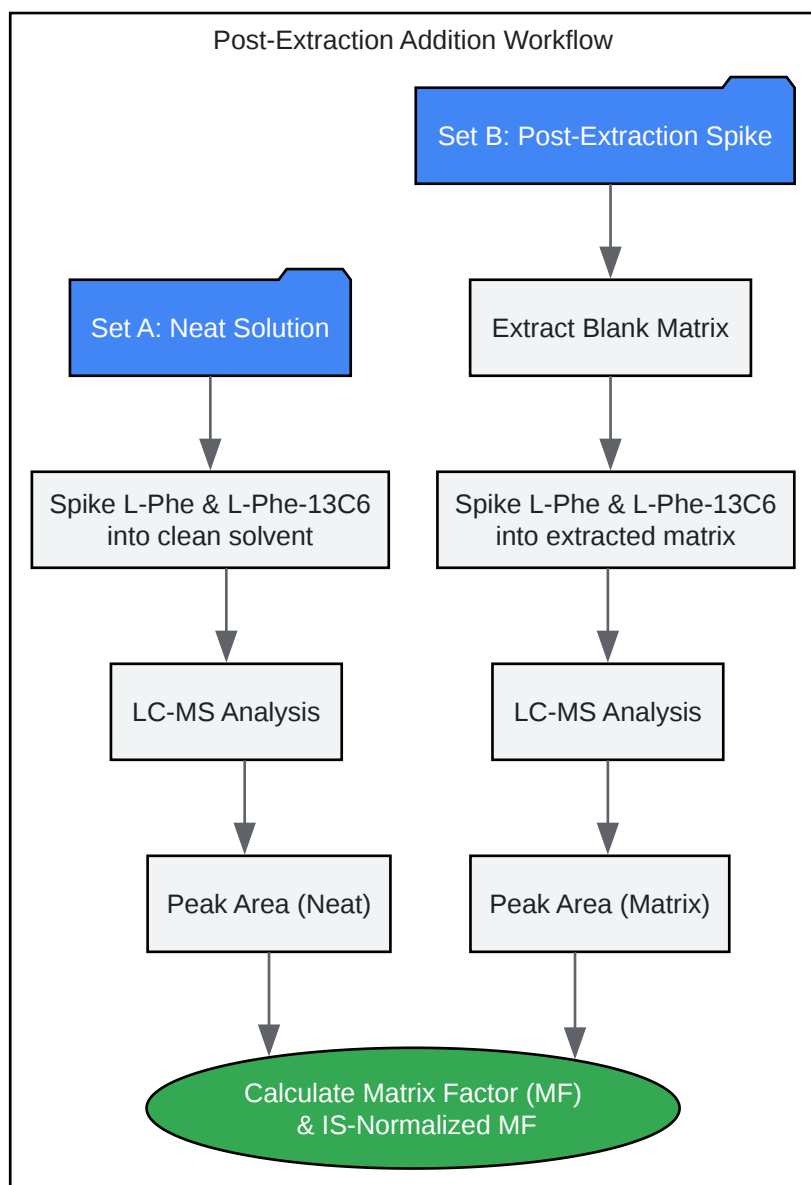 Post-Extraction Addition Workflow
Set A: Neat Solution
Spike L-Phe & L-Phe-13C6
into clean solvent
LC-MS Analysis
Peak Area (Neat)
Set B: Post-Extraction Spike
Extract Blank Matrix
Spike L-Phe & L-Phe-13C6
into extracted matrix
LC-MS Analysis
Peak Area (Matrix)
Calculate Matrix Factor (MF)
& IS-Normalized MF